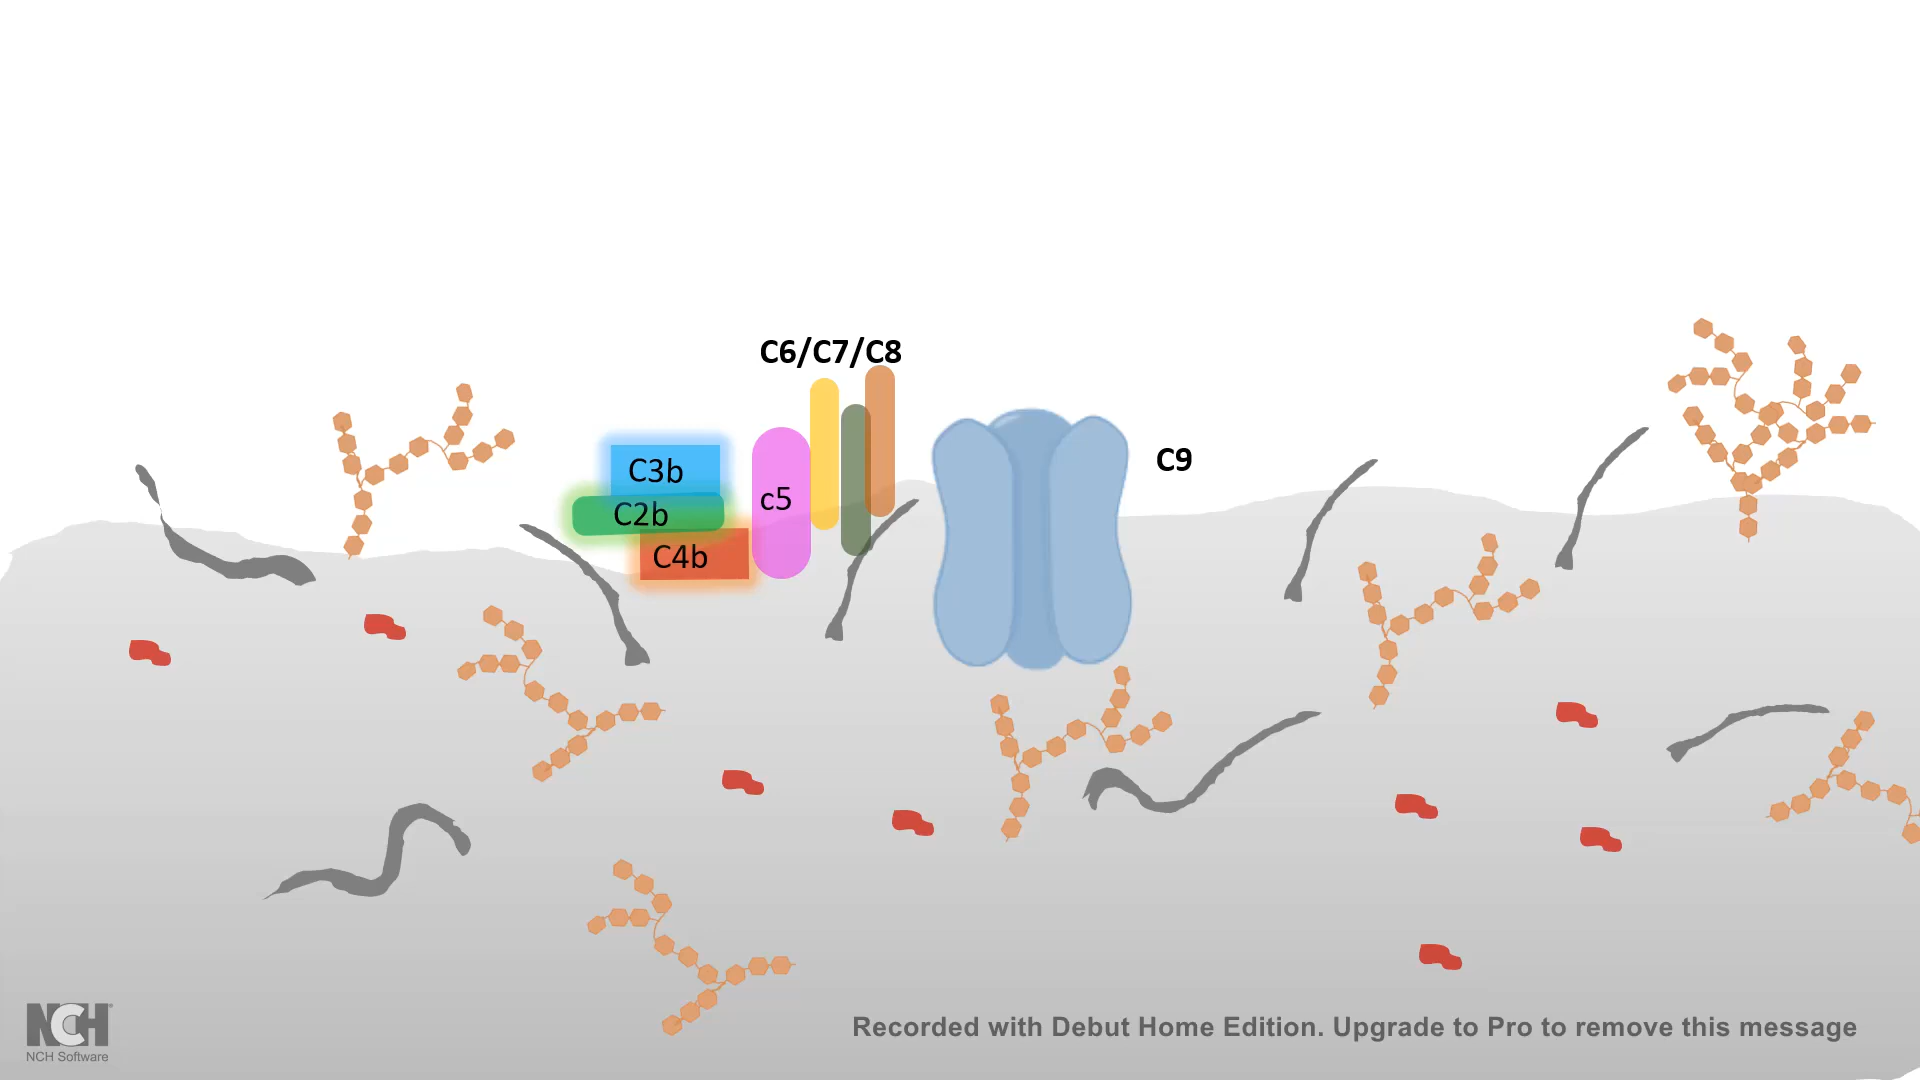 C6/C7/C8
C3b
C9
c5
C2b
C4b
NCH
NCH Software
Recorded with Debut Home Edition. Upgrade to Pro to remove this message